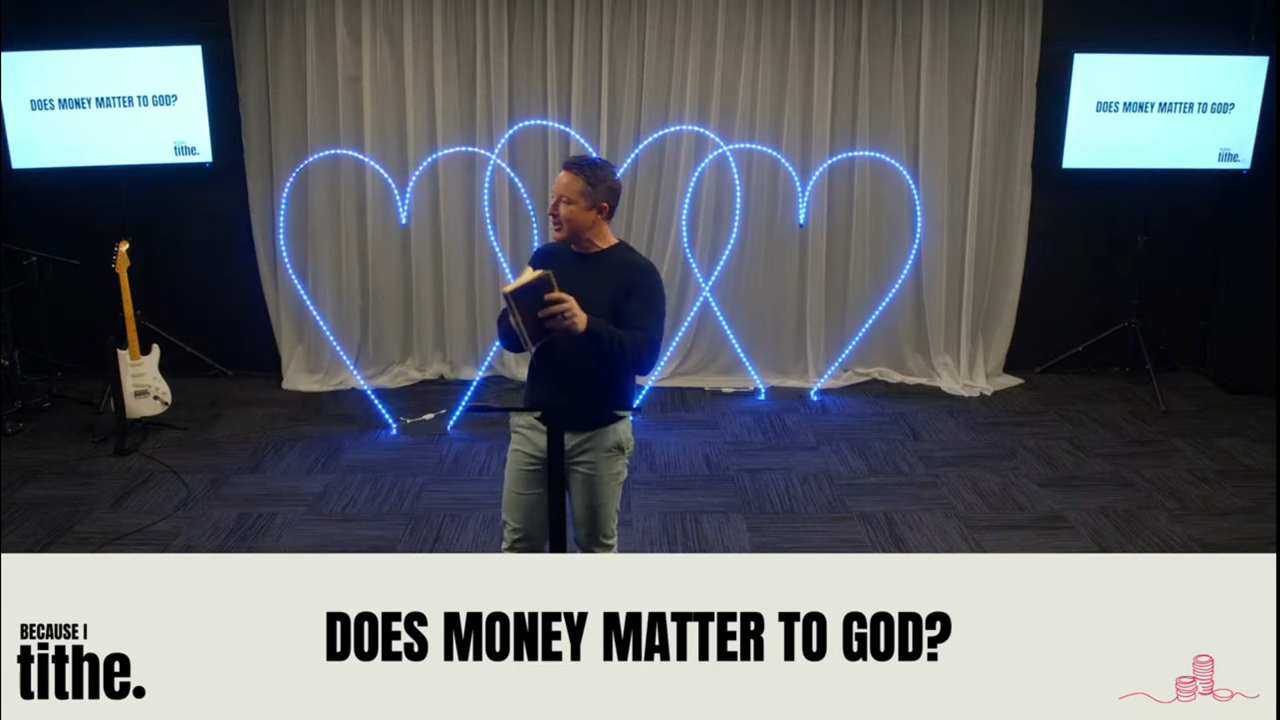 DOES MONEY MATTER TO GOD?
tithe.
DOES MONEY MATTER TO GOD?
tithe.
BECAUSE I
tithe.
DOES MONEY MATTER TO GOD?